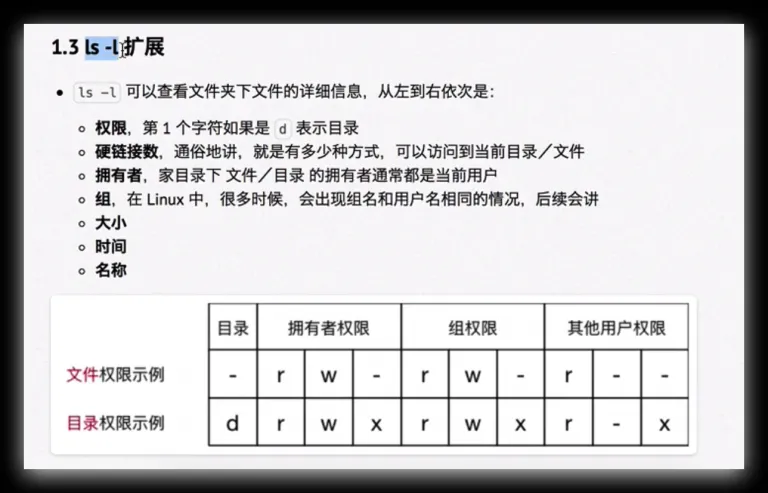 1.3 ls -l 扩展
ls -l 可以查看文件夹下文件的详细信息，从左到右依次是：
权限，第 1 个字符如果是 d 表示目录
硬链接数，通俗地讲，就是有多少种方式，可以访问到当前目录／文件
拥有者，家目录下 文件／目录 的拥有者通常都是当前用户
组，在 Linux 中，很多时候，会出现组名和用户名相同的情况，后续会讲
大小
时间
名称
目录 拥有者权限 组权限 其他用户权限
文件权限示例 - r w - r w - r - -
目录权限示例 d r w x r w x r - x